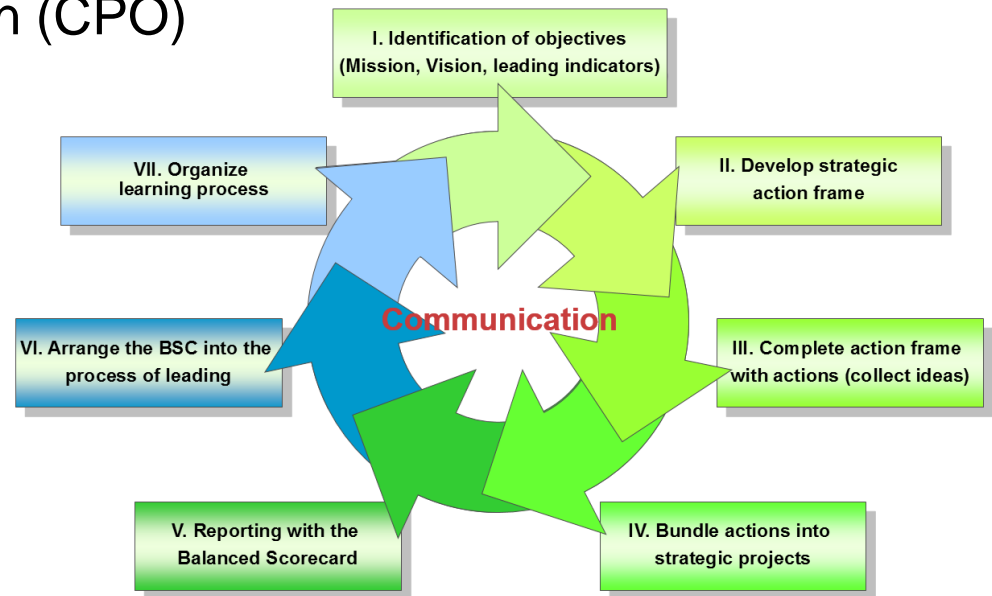 n (CPO)
I. Identification of objectives
(Mission, Vision, leading indicators)
II. Develop strategic
action frame
III. Complete action frame
with actions (collect ideas)
IV. Bundle actions into
strategic projects
V. Reporting with the
Balanced Scorecard
VI. Arrange the BSC into the
process of leading
VII. Organize
learning process
Communication